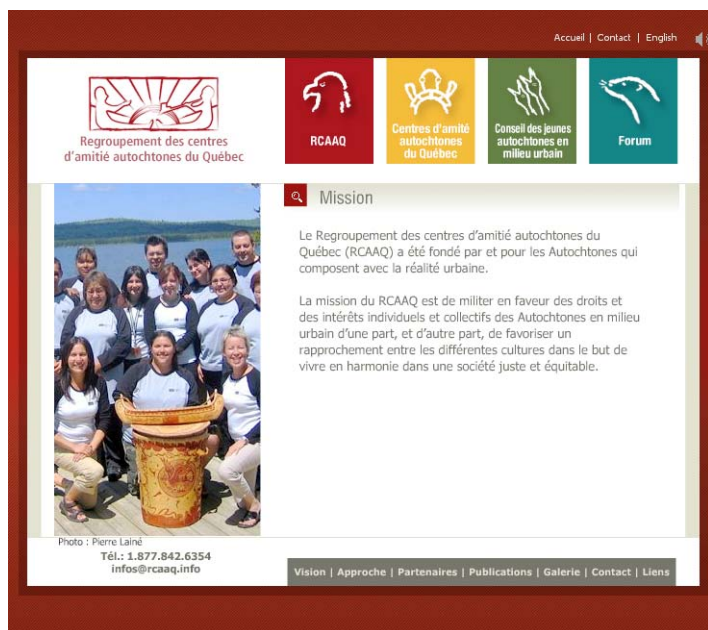 Accueil | Contact | English
Regroupement des centres
d'amitié autochtones du Québec
RCAAQ
Centres d'amitié
autochtones
du Québec
Conseil des jeunes
autochtones en
milieu urbain
Forum
Mission
Le Regroupement des centres d'amitié autochtones du
Québec (RCAAQ) a été fondé par et pour les Autochtones qui
composent avec la réalité urbaine.
La mission du RCAAQ est de militer en faveur des droits et
des intérêts individuels et collectifs des Autochtones en milieu
urbain d'une part, et d'autre part, de favoriser un
rapprochement entre les différentes cultures dans le but de
vivre en harmonie dans une société juste et équitable.
Photo : Pierre Lainé
Tél.: 1.877.842.6354
infos@rcaaq.info
Vision | Approche | Partenaires | Publications | Galerie | Contact | Liens